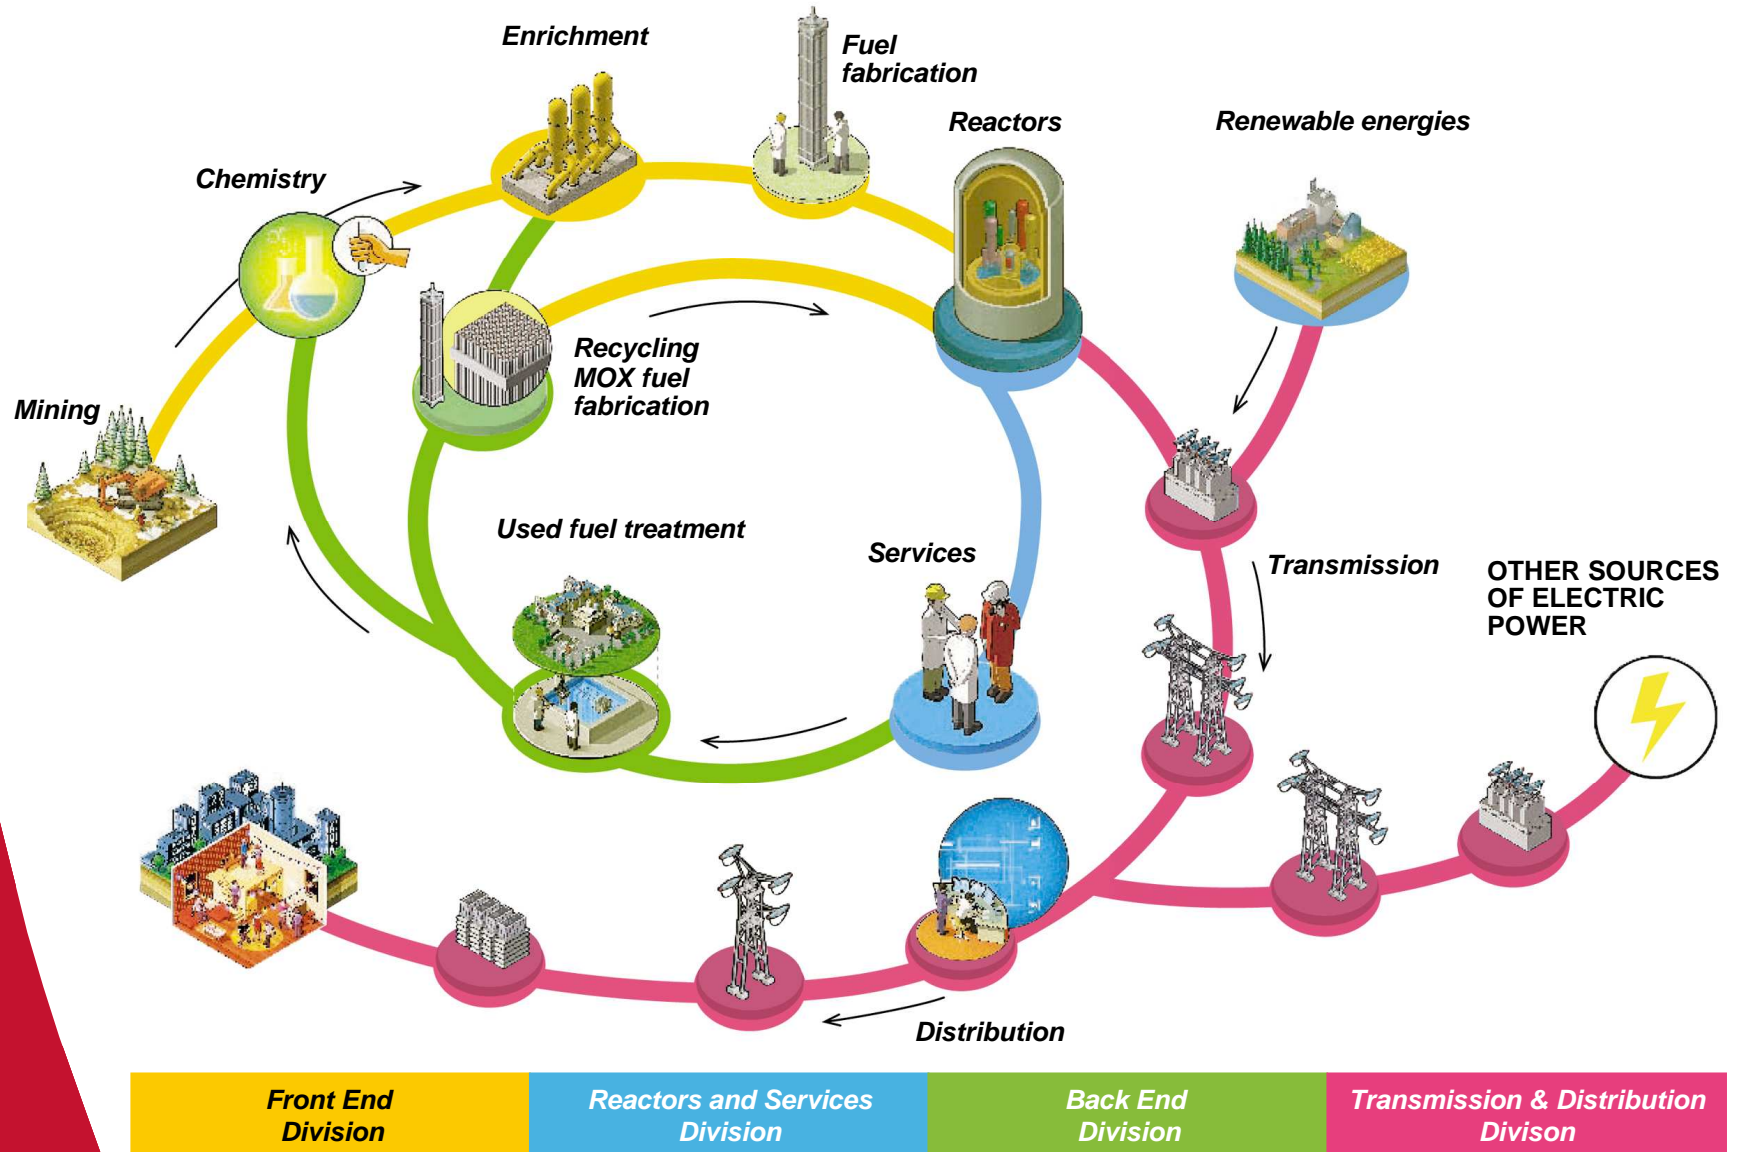 Enrichment
Fuel
fabrication
Reactors
Renewable energies
Chemistry
Recycling
MOX fuel
fabrication
Mining
Used fuel treatment
Services
Transmission
OTHER SOURCES
OF ELECTRIC
POWER
Distribution
Front End
Division
Reactors and Services
Division
Back End
Division
Transmission & Distribution
Divison